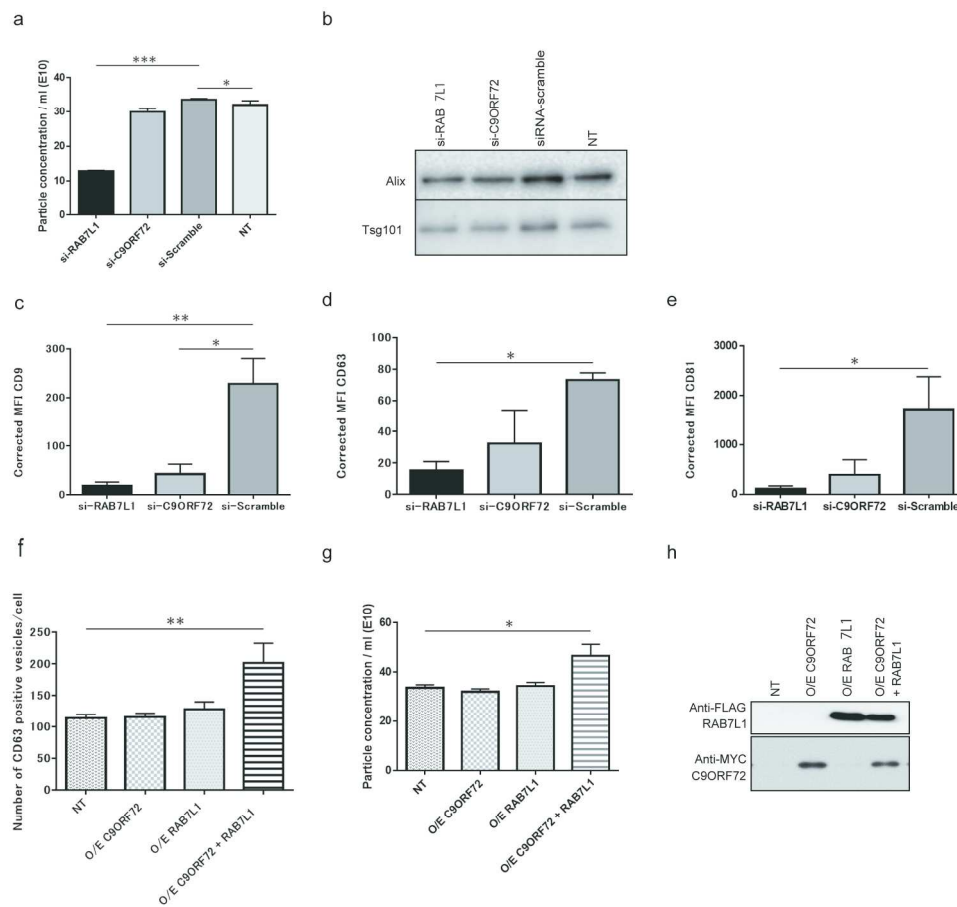 a
***
*
40
30
20
10
0
Particle concentration / ml (E10)
si-RAB7L1
si-C9ORF72
si-Scramble
NT
b
si-RAB 7L1
si-C9ORF72
siRNA-scramble
NT
Alix
Tsg101
c
**
*
300
200
100
0
Corrected MFI CD9
si-RAB7L1
si-C9ORF72
si-Scramble
d
*
80
60
40
20
0
Corrected MFI CD63
si-RAB7L1
si-C9ORF72
si-Scramble
e
*
3000
2000
1000
0
Corrected MFI CD81
si-RAB7L1
si-C9ORF72
si-Scramble
f
**
250
200
150
100
50
0
Number of CD63 positive vesicles/cell
NT
O/E C9ORF72
O/E RAB7L1
O/E C9ORF72 + RAB7L1
g
*
60
40
20
0
Particle concentration / ml (E10)
NT
O/E C9ORF72
O/E RAB7L1
O/E C9ORF72 + RAB7L1
h
NT
O/E C9ORF72
O/E RAB 7L1
O/E C9ORF72
+ RAB7L1
Anti-FLAG
RAB7L1
Anti-MYC
C9ORF72